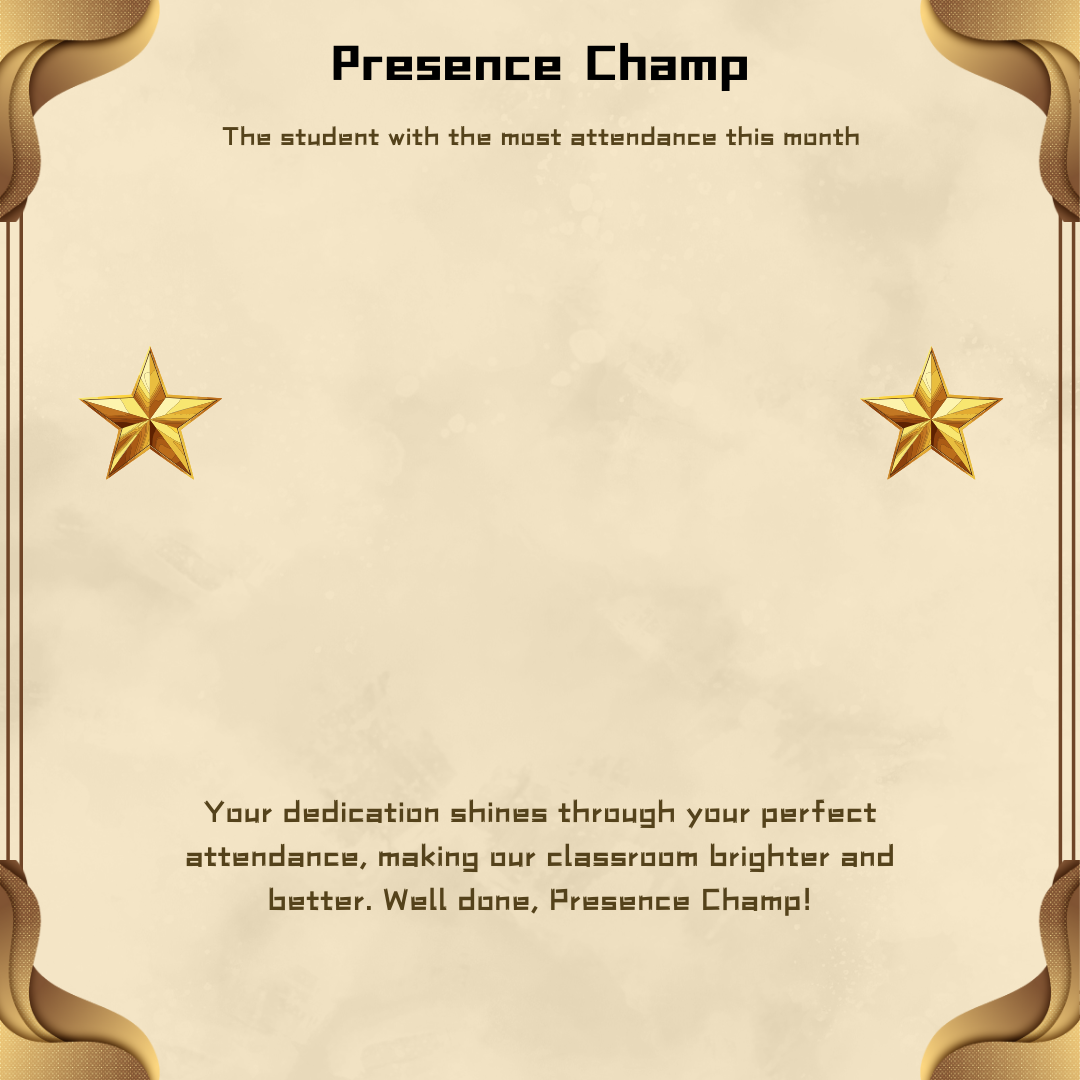 Presence Champ
The student with the most attendance this month
Your dedication shines through your perfect
attendance, making our classroom brighter and
better. Well done, Presence Champ!